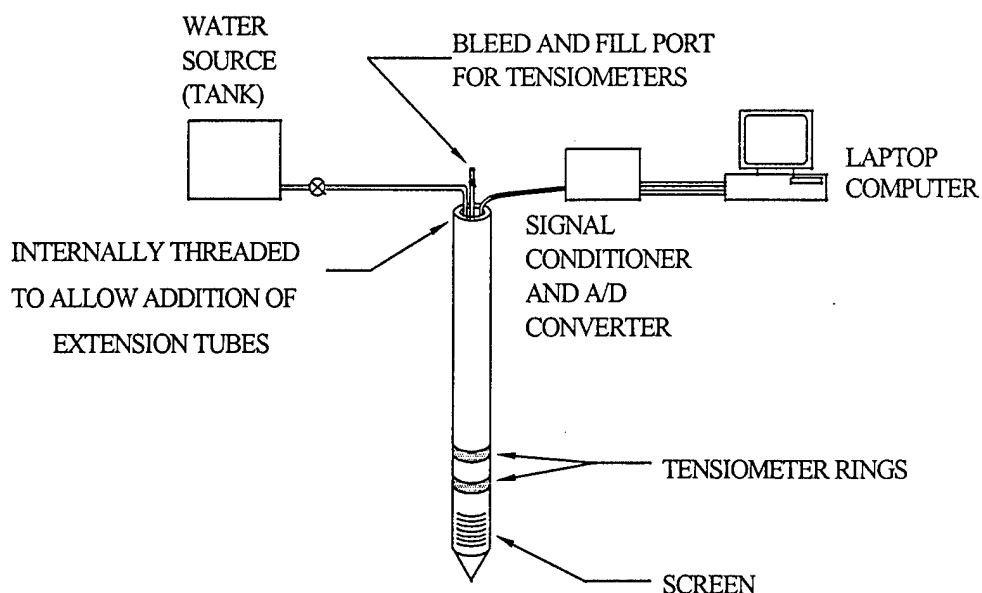 WATER
SOURCE
(TANK)
BLEED AND FILL PORT
FOR TENSIOMETERS
LAPTOP
COMPUTER
INTERNALLY THREADED
TO ALLOW ADDITION OF
EXTENSION TUBES
SIGNAL
CONDITIONER
AND A/D
CONVERTER
TENSIOMETER RINGS
SCREEN